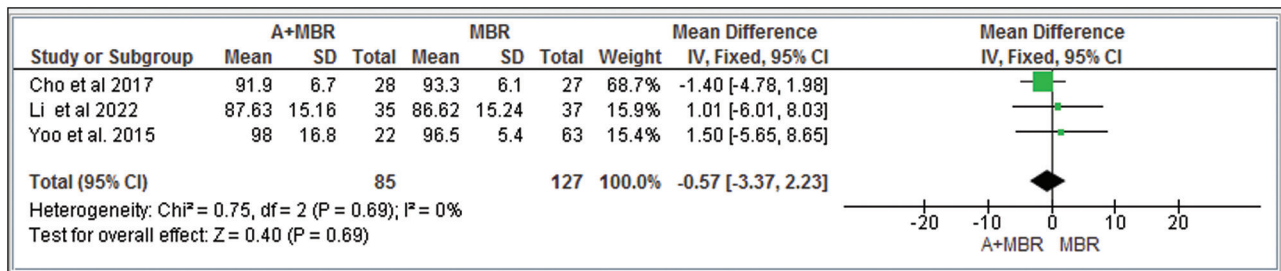 A+MBR MBR Mean Difference Mean Difference
Study or Subgroup Mean SD Total Mean SD Total Weight IV, Fixed, 95% CI IV, Fixed, 95% CI
Cho et al 2017 91.9 6.7 28 93.3 6.1 27 68.7% -1.40 [-4.78, 1.98]
Li et al 2022 87.63 15.16 35 86.62 15.24 37 15.9% 1.01 [-6.01, 8.03]
Yoo et al. 2015 98 16.8 22 96.5 5.4 63 15.4% 1.50 [-5.65, 8.65]
Total (95% CI) 85 127 100.0% -0.57 [-3.37, 2.23]
Heterogeneity: Chi² = 0.75, df = 2 (P = 0.69); I² = 0%
Test for overall effect: Z = 0.40 (P = 0.69)
-20 -10 0 10 20
A+MBR MBR